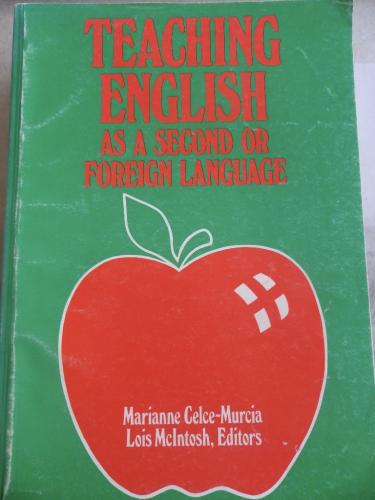 TEACHING
ENGLISH
AS A SECOND OR
FOREIGN LANGUAGE
Marianne Celce-Murcia
Lois McIntosh, Editors